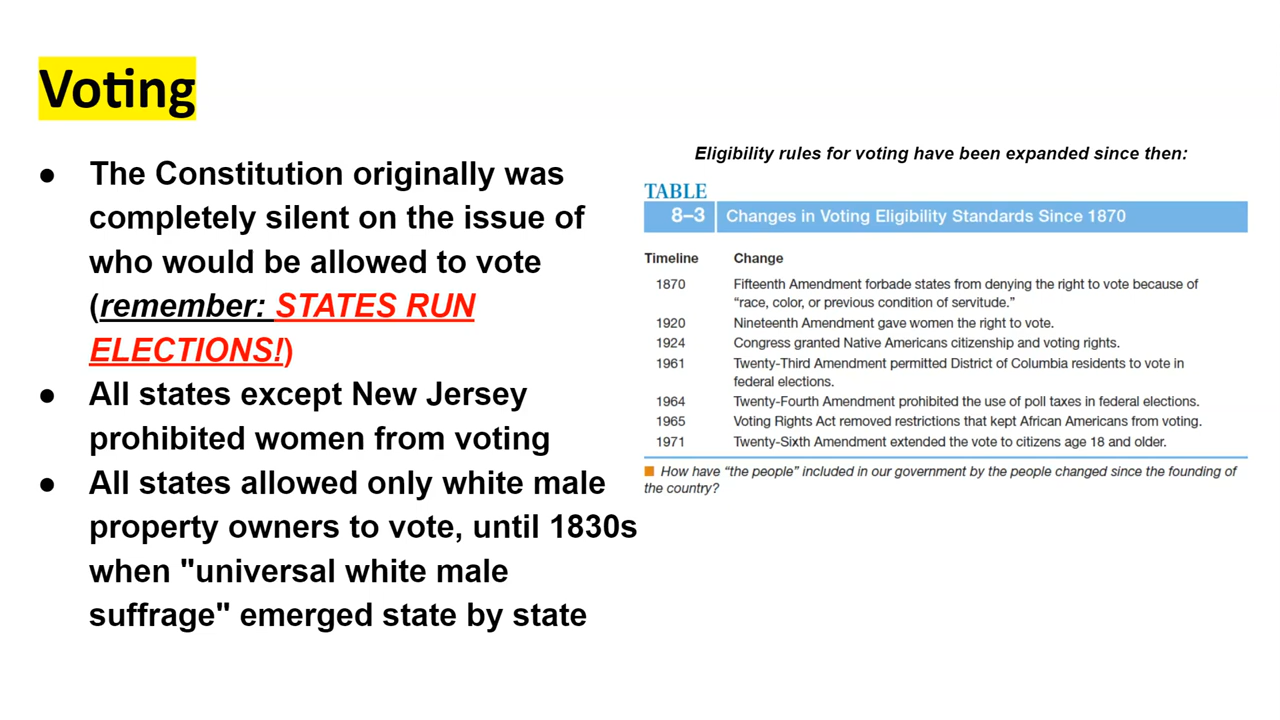 Voting
● The Constitution originally was
completely silent on the issue of
who would be allowed to vote
(remember: STATES RUN
ELECTIONS!)
● All states except New Jersey
prohibited women from voting
● All states allowed only white male
property owners to vote, until 1830s
when "universal white male
suffrage" emerged state by state
Eligibility rules for voting have been expanded since then:
TABLE
8–3 Changes in Voting Eligibility Standards Since 1870
Timeline Change
1870 Fifteenth Amendment forbade states from denying the right to vote because of
“race, color, or previous condition of servitude.”
1920 Nineteenth Amendment gave women the right to vote.
1924 Congress granted Native Americans citizenship and voting rights.
1961 Twenty-Third Amendment permitted District of Columbia residents to vote in
federal elections.
1964 Twenty-Fourth Amendment prohibited the use of poll taxes in federal elections.
1965 Voting Rights Act removed restrictions that kept African Americans from voting.
1971 Twenty-Sixth Amendment extended the vote to citizens age 18 and older.
■ How have “the people” included in our government by the people changed since the founding of
the country?